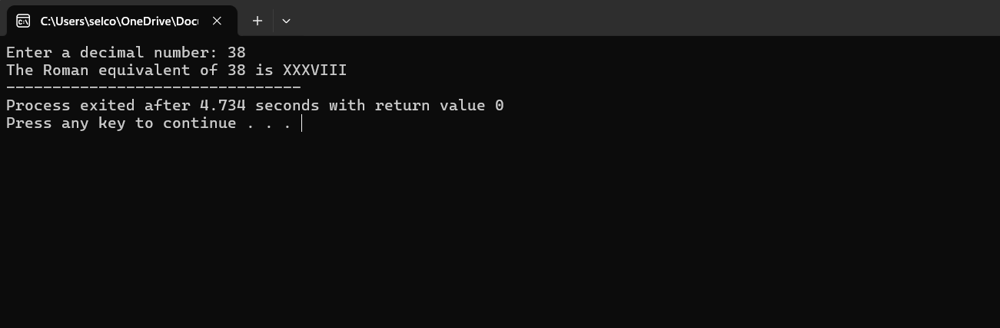 C:\Users\selco\OneDrive\Doc
Enter a decimal number: 38
The Roman equivalent of 38 is XXXVIII
--------------------------------
Process exited after 4.734 seconds with return value 0
Press any key to continue . . .